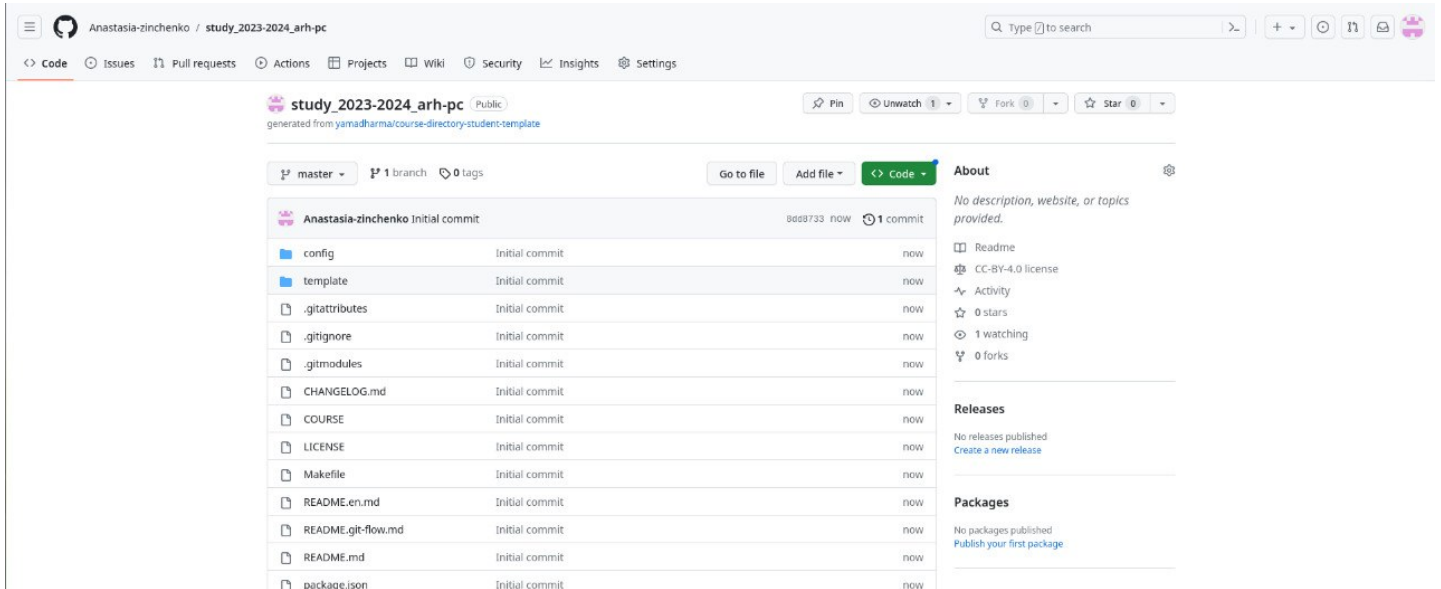 Anastasia-zinchenko / study_2023-2024_arh-pc
Type / to search
Code Issues Pull requests Actions Projects Wiki Security Insights Settings
study_2023-2024_arh-pc Public
Pin Unwatch 1 Fork 0 Star 0
generated from yamadharma/course-directory-student-template
master 1 branch 0 tags Go to file Add file <> Code
Anastasia-zinchenko Initial commit 8dd8733 now 1 commit
config Initial commit now
template Initial commit now
.gitattributes Initial commit now
.gitignore Initial commit now
.gitmodules Initial commit now
CHANGELOG.md Initial commit now
COURSE Initial commit now
LICENSE Initial commit now
Makefile Initial commit now
README.en.md Initial commit now
README.git-flow.md Initial commit now
README.md Initial commit now
package.json Initial commit now
About
No description, website, or topics
provided.
Readme
CC-BY-4.0 license
Activity
0 stars
1 watching
0 forks
Releases
No releases published
Create a new release
Packages
No packages published
Publish your first package